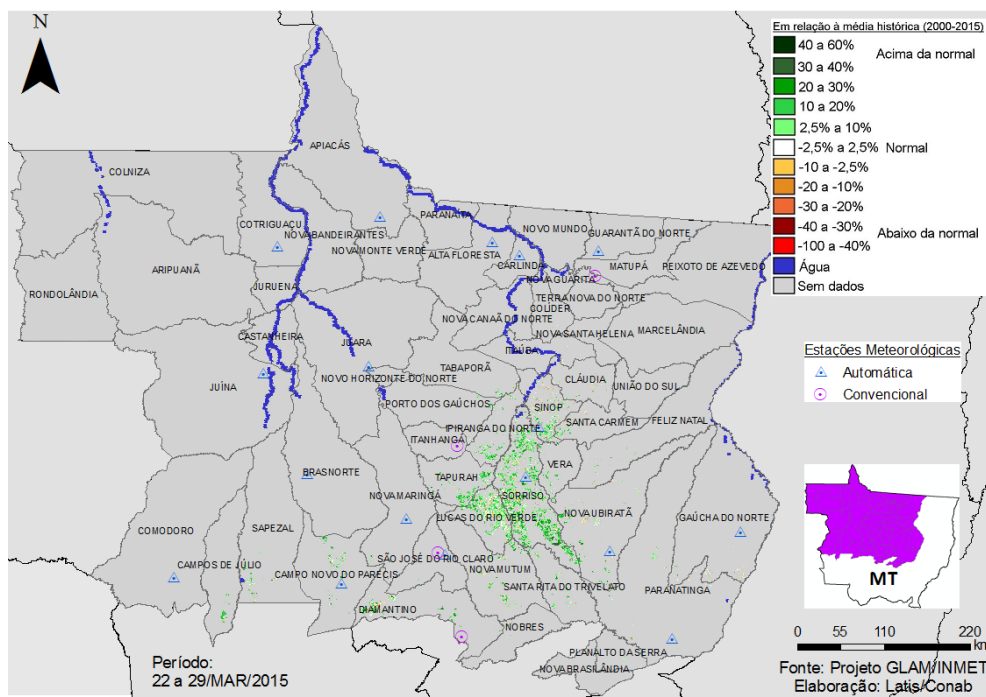 N
Em relação à média histórica (2000-2015)
40 a 60%
Acima da normal
30 a 40%
20 a 30%
10 a 20%
2,5% a 10%
-2,5% a 2,5%
Normal
-10 a -2,5%
-20 a -10%
-30 a -20%
-40 a -30%
Abaixo da normal
-100 a -40%
Água
Sem dados
Estações Meteorológicas
Automática
Convencional
APIACÁS
COLNIZA
COTRIGUAÇU
NOVA BANDEIRANTES
PARANAÍTA
NOVO MUNDO
GUARANTÃ DO NORTE
NOVA MONTE VERDE
ALTA FLORESTA
CARLINDA
MATUPÁ
PEIXOTO DE AZEVEDO
ARIPUANÃ
NOVA GUARITA
RONDOLÂNDIA
JURUENA
TERRA NOVA DO NORTE
COLÍDER
NOVA CANAÃ DO NORTE
NOVA SANTA HELENA
MARCELÂNDIA
CASTANHEIRA
JUARA
ITAÚBA
TABAPORÃ
JUÍNA
NOVO HORIZONTE DO NORTE
CLÁUDIA
UNIÃO DO SUL
PORTO DOS GAÚCHOS
SINOP
IPIRANGA DO NORTE
SANTA CARMEM
FELIZ NATAL
ITANHANGÁ
BRASNORTE
TAPURAH
VERA
NOVA MARINGÁ
SORRISO
COMODORO
SAPEZAL
LUCAS DO RIO VERDE
NOVA UBIRATÃ
GAÚCHA DO NORTE
SÃO JOSÉ DO RIO CLARO
CAMPOS DE JÚLIO
CAMPO NOVO DO PARECIS
NOVA MUTUM
SANTA RITA DO TRIVELATO
PARANATINGA
DIAMANTINO
NOBRES
PLANALTO DA SERRA
NOVA BRASILÂNDIA
MT
0 55 110 220
km
Período:
22 a 29/MAR/2015
Fonte: Projeto GLAM/INMET
Elaboração: Latis/Conab